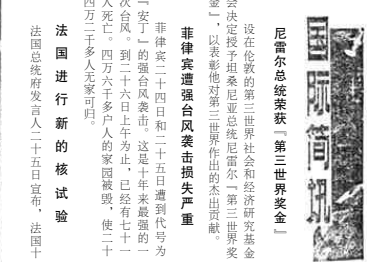 国际简讯
尼雷尔总统荣获『第三世界奖金』
设在伦敦的第三世界社会和经济研究基金
会决定授予坦桑尼亚总统尼雷尔『第三世界奖
金』，以表彰他对第三世界作出的杰出贡献。
菲律宾遭强台风袭击损失严重
菲律宾二十四日和二十五日遭到代号为
『安丁』的强台风袭击。这是十年来最强的一
次台风。到二十六日上午为止，已经有七十一
人死亡。四万六千多户人的家园被毁，使二十
四万二千多人无家可归。
法国进行新的核试验
法国总统府发言人二十五日宣布，法国十